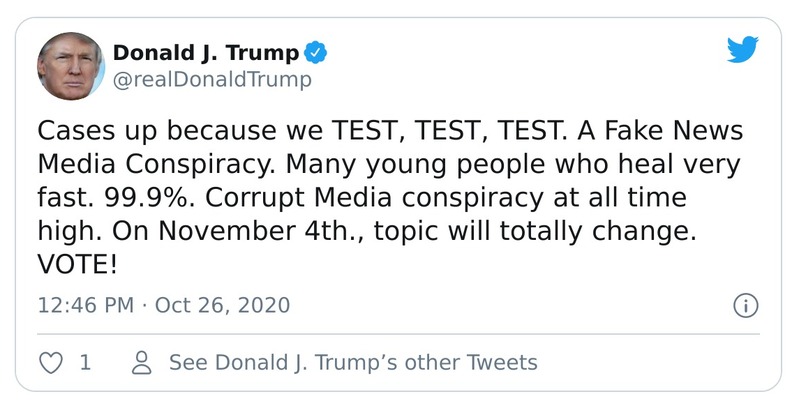 Donald J. Trump
@realDonaldTrump
Cases up because we TEST, TEST, TEST. A Fake News
Media Conspiracy. Many young people who heal very
fast. 99.9%. Corrupt Media conspiracy at all time
high. On November 4th., topic will totally change.
VOTE!
12:46 PM · Oct 26, 2020
1 See Donald J. Trump’s other Tweets